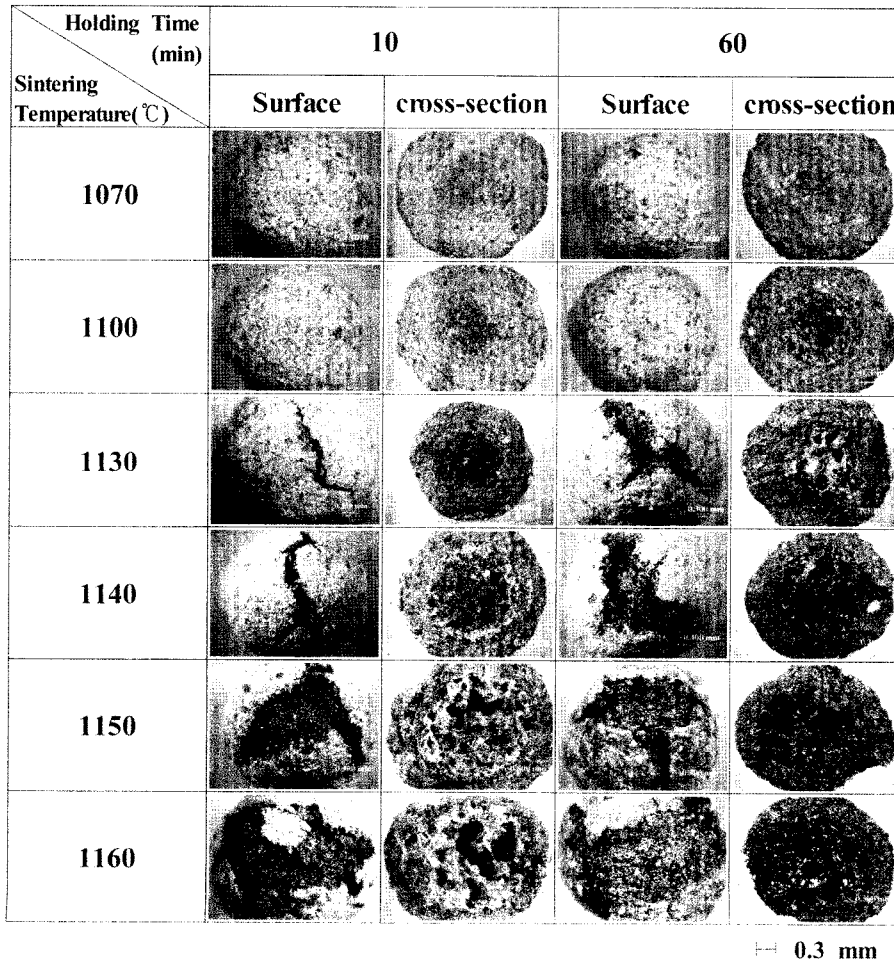 Holding Time
(min)
Sintering
Temperature(℃)
10
60
Surface
cross-section
Surface
cross-section
1070
1100
1130
1140
1150
1160
0.3 mm